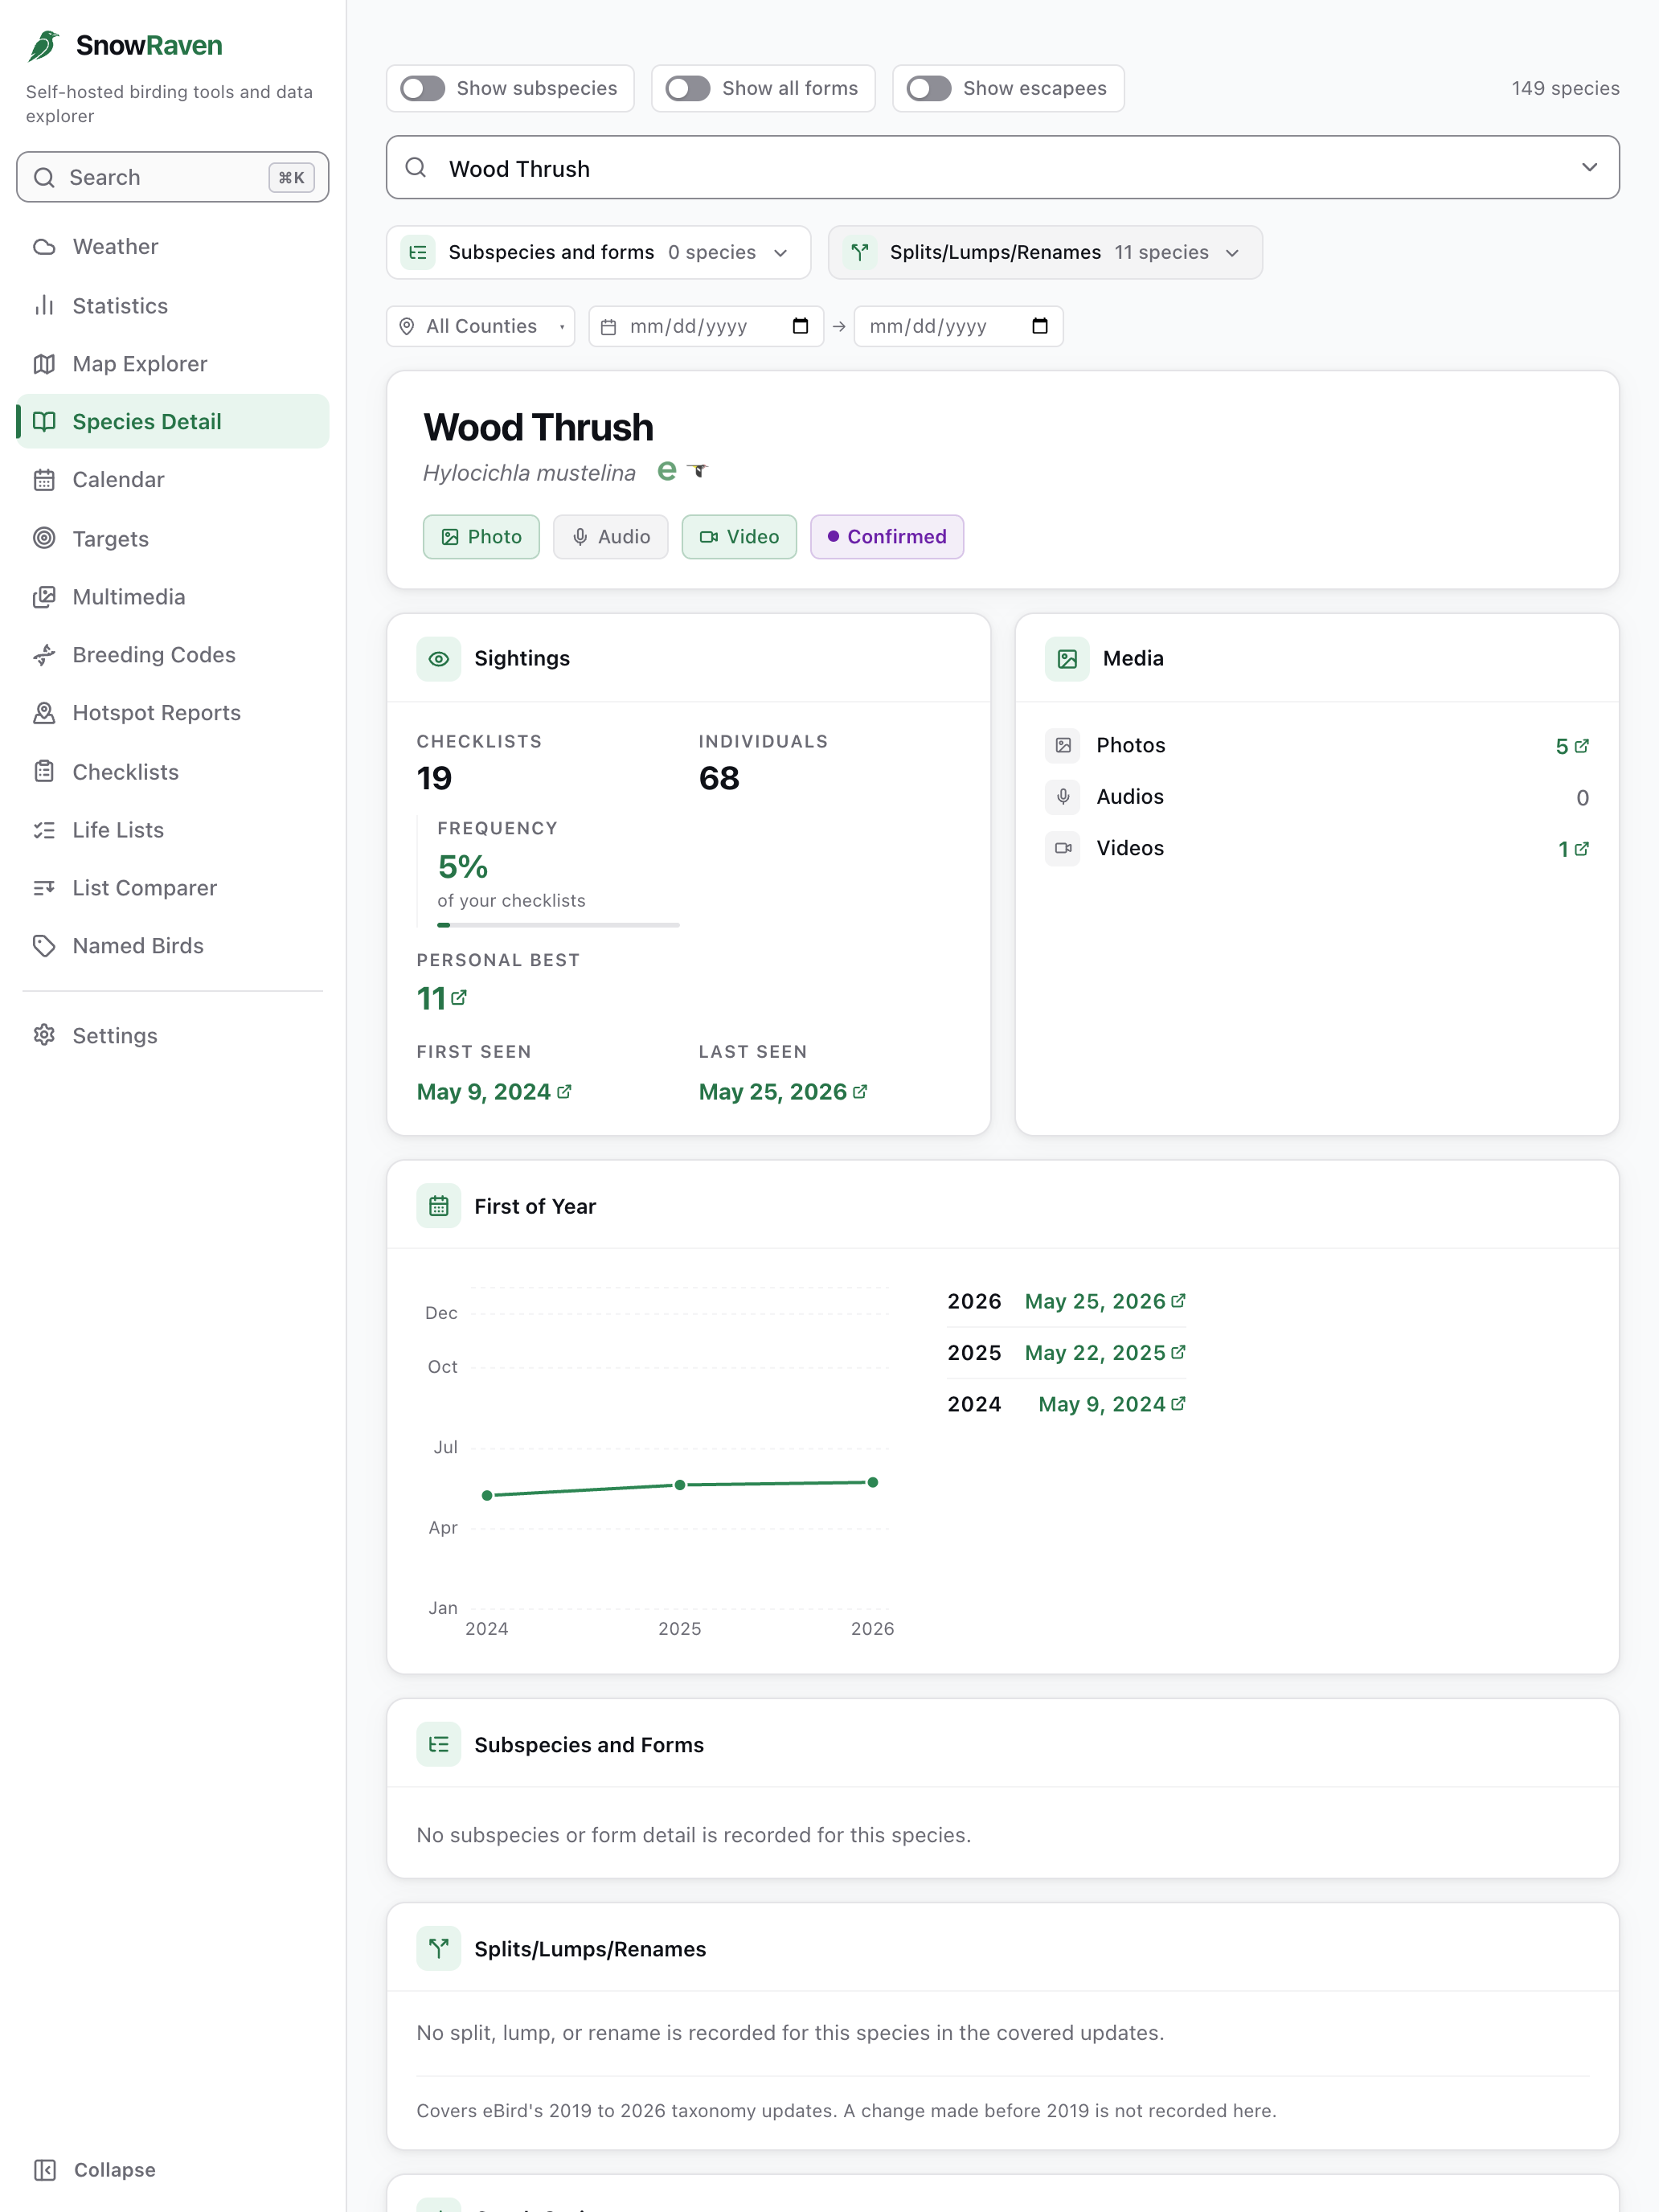 SnowRaven
Self-hosted birding tools and data
explorer
Search ⌘K
Weather
Statistics
Map Explorer
Species Detail
Calendar
Targets
Multimedia
Breeding Codes
Hotspot Reports
Checklists
Life Lists
List Comparer
Named Birds
Settings
Collapse
Show subspecies Show all forms Show escapees 149 species
Wood Thrush
Subspecies and forms 0 species Splits/Lumps/Renames 11 species
All Counties mm/dd/yyyy → mm/dd/yyyy
Wood Thrush
Hylocichla mustelina e
Photo Audio Video Confirmed
Sightings
CHECKLISTS INDIVIDUALS
19 68
FREQUENCY
5%
of your checklists
PERSONAL BEST
11
FIRST SEEN LAST SEEN
May 9, 2024 May 25, 2026
Media
Photos 5
Audios 0
Videos 1
First of Year
Dec
Oct
Jul
Apr
Jan
2024 2025 2026
2026 May 25, 2026
2025 May 22, 2025
2024 May 9, 2024
Subspecies and Forms
No subspecies or form detail is recorded for this species.
Splits/Lumps/Renames
No split, lump, or rename is recorded for this species in the covered updates.
Covers eBird's 2019 to 2026 taxonomy updates. A change made before 2019 is not recorded here.